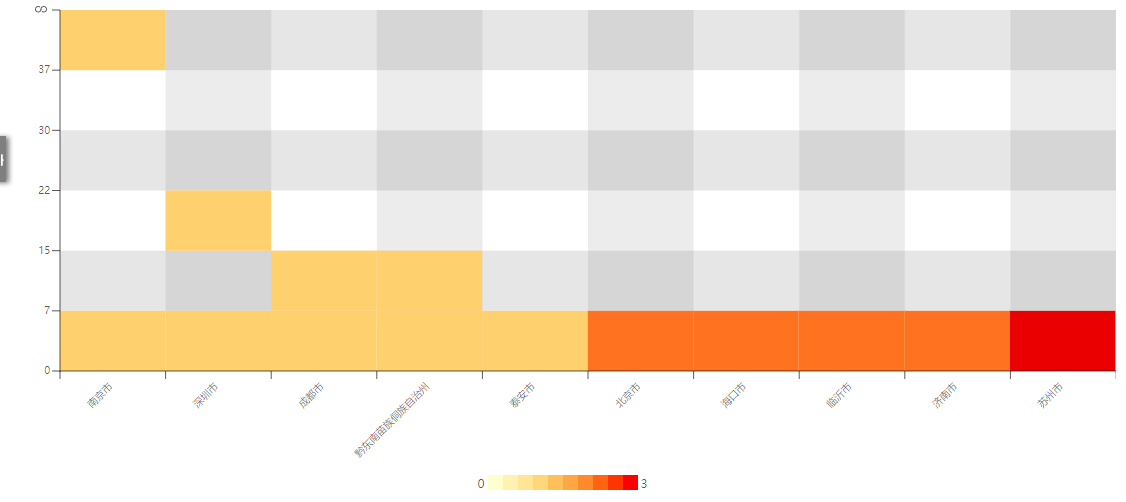 ∞
37
30
22
15
7
0
南京市
深圳市
成都市
黔东南苗族侗族自治州
泰安市
北京市
海口市
临沂市
济南市
苏州市
0 3